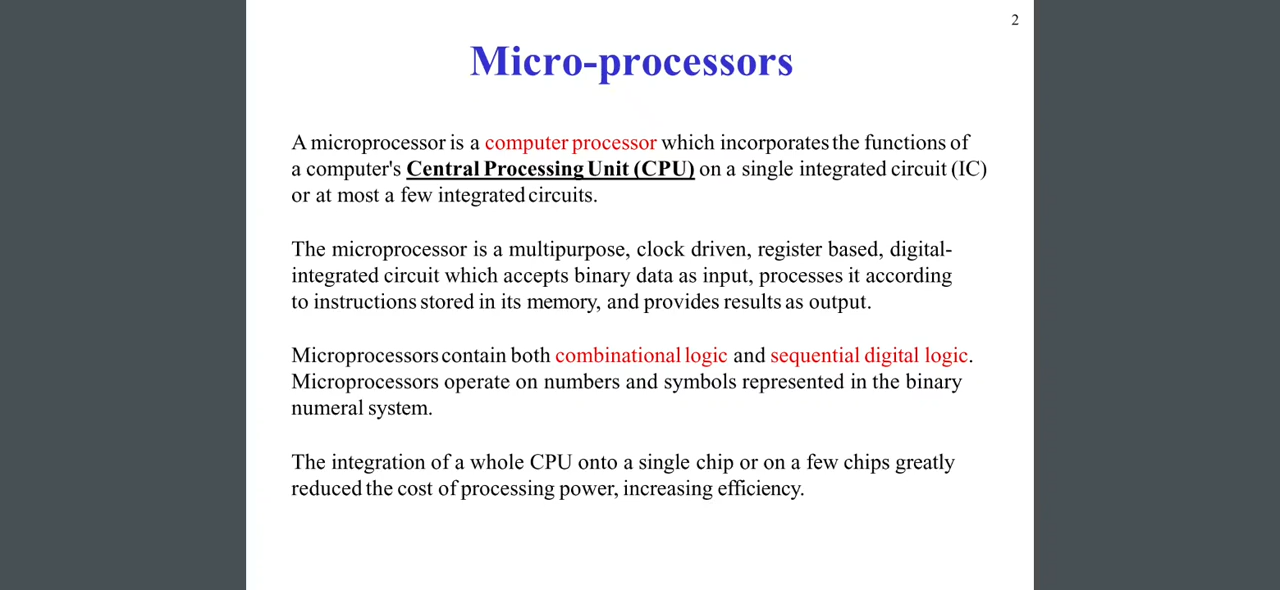 2
Micro-processors
A microprocessor is a computer processor which incorporates the functions of
a computer's Central Processing Unit (CPU) on a single integrated circuit (IC)
or at most a few integrated circuits.
The microprocessor is a multipurpose, clock driven, register based, digital-
integrated circuit which accepts binary data as input, processes it according
to instructions stored in its memory, and provides results as output.
Microprocessors contain both combinational logic and sequential digital logic.
Microprocessors operate on numbers and symbols represented in the binary
numeral system.
The integration of a whole CPU onto a single chip or on a few chips greatly
reduced the cost of processing power, increasing efficiency.